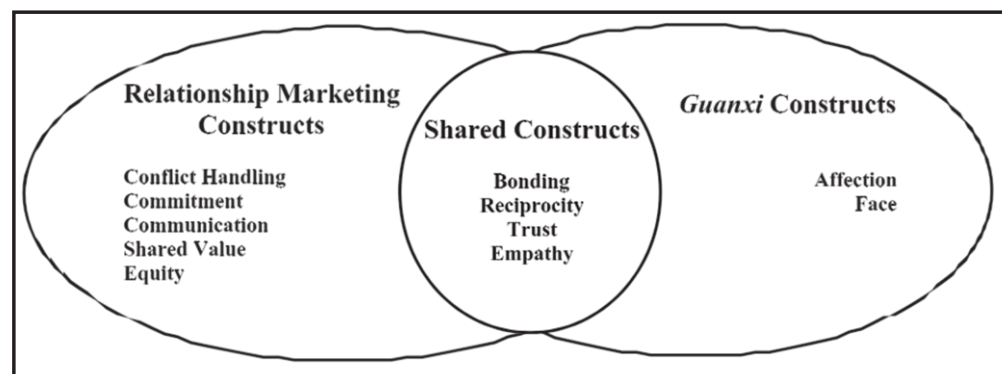 Relationship Marketing
Constructs
Conflict Handling
Commitment
Communication
Shared Value
Equity
Shared Constructs
Bonding
Reciprocity
Trust
Empathy
Guanxi Constructs
Affection
Face